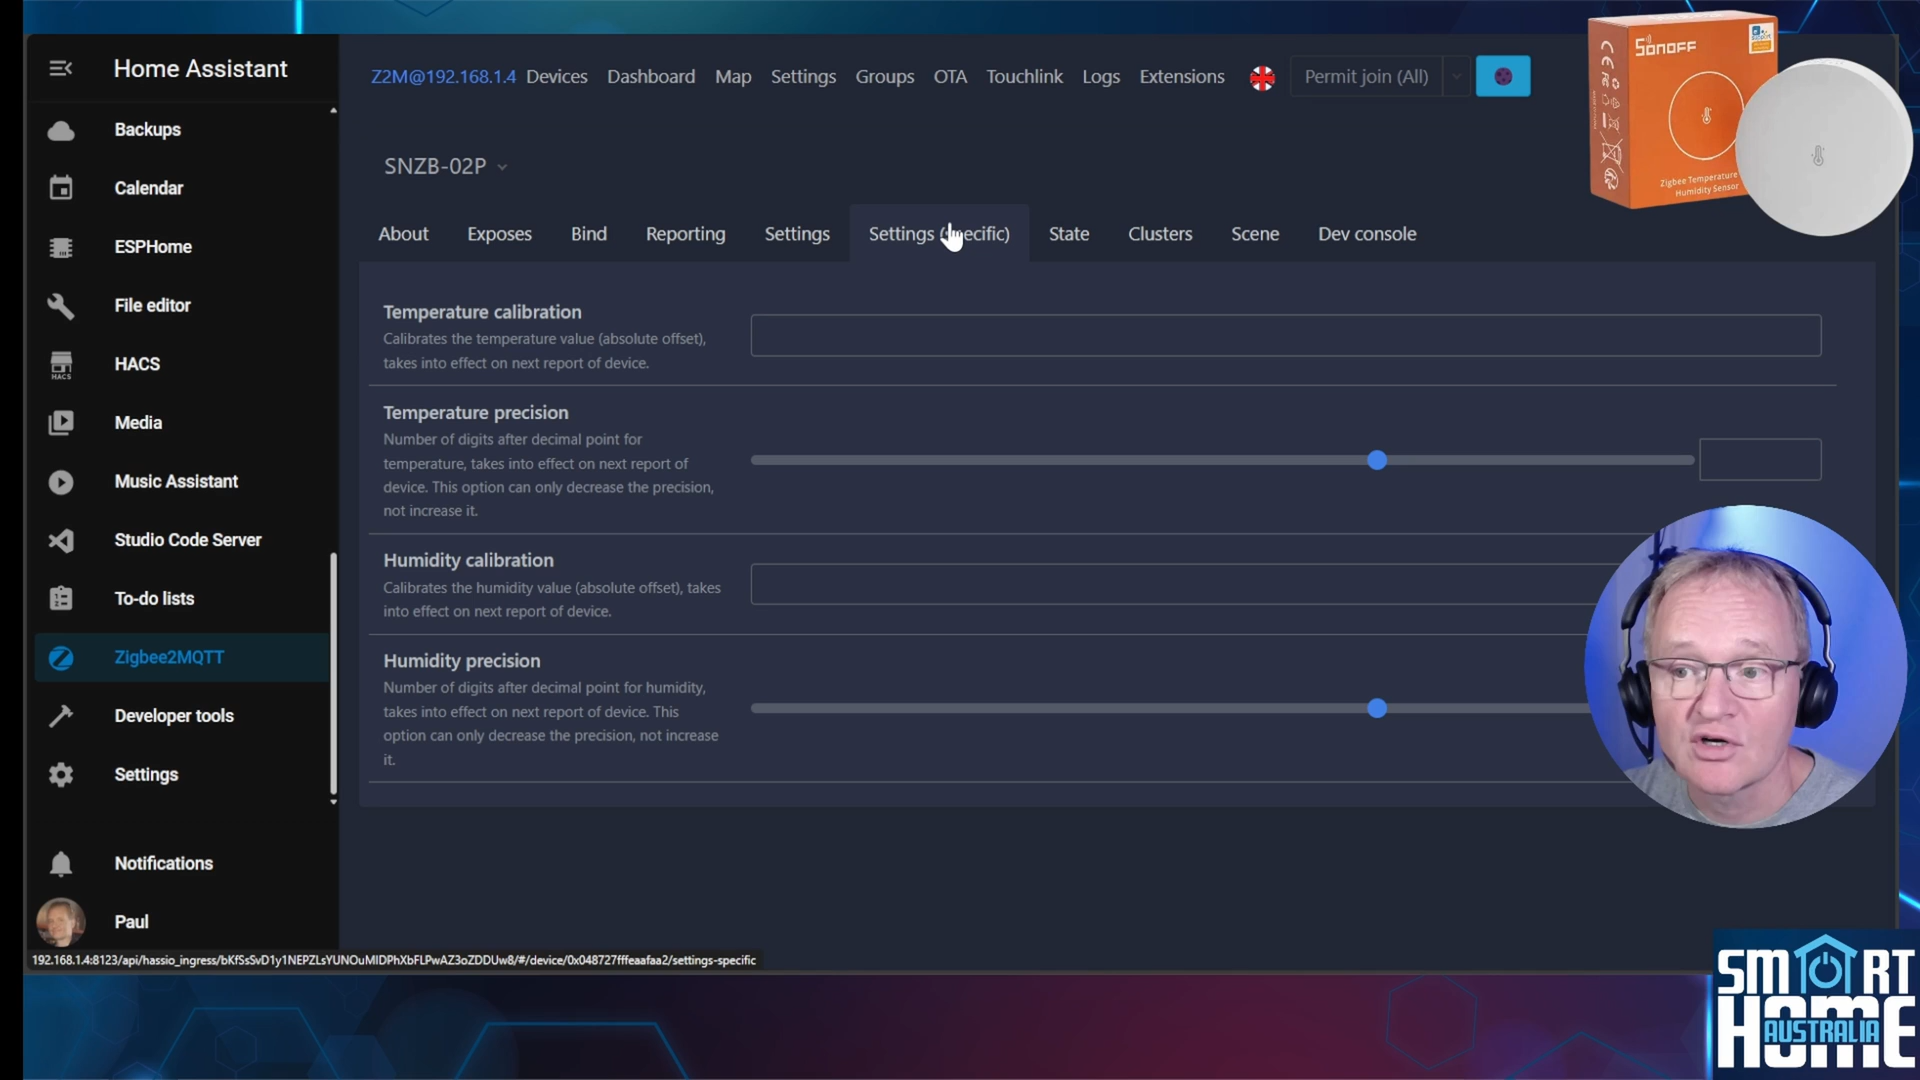 Home Assistant
Backups
Calendar
ESPHome
File editor
HACS
HACS
Media
Music Assistant
Studio Code Server
To-do lists
Zigbee2MQTT
Developer tools
Settings
Notifications
Paul
Z2M@192.168.1.4 Devices Dashboard Map Settings Groups OTA Touchlink Logs Extensions Permit join (All)
SNZB-02P
About Exposes Bind Reporting Settings Settings ecific) State Clusters Scene Dev console
Temperature calibration
Calibrates the temperature value (absolute offset),
takes into effect on next report of device.
Temperature precision
Number of digits after decimal point for
temperature, takes into effect on next report of
device. This option can only decrease the precision,
not increase it.
Humidity calibration
Calibrates the humidity value (absolute offset), takes
into effect on next report of device.
Humidity precision
Number of digits after decimal point for humidity,
takes into effect on next report of device. This
option can only decrease the precision, not increase
it.
192.168.1.4:8123/api/hassio_ingress/bKfSsSvD1y1NEPZLsYUNOuMIDPhXbFLPwAZ3oZDDUw8/#/device/0x048727fffeaafaa2/settings-specific
SONOFF
CE FC
Zigbee Temperature
Humidity Sensor
SMART
HOME
AUSTRALIA